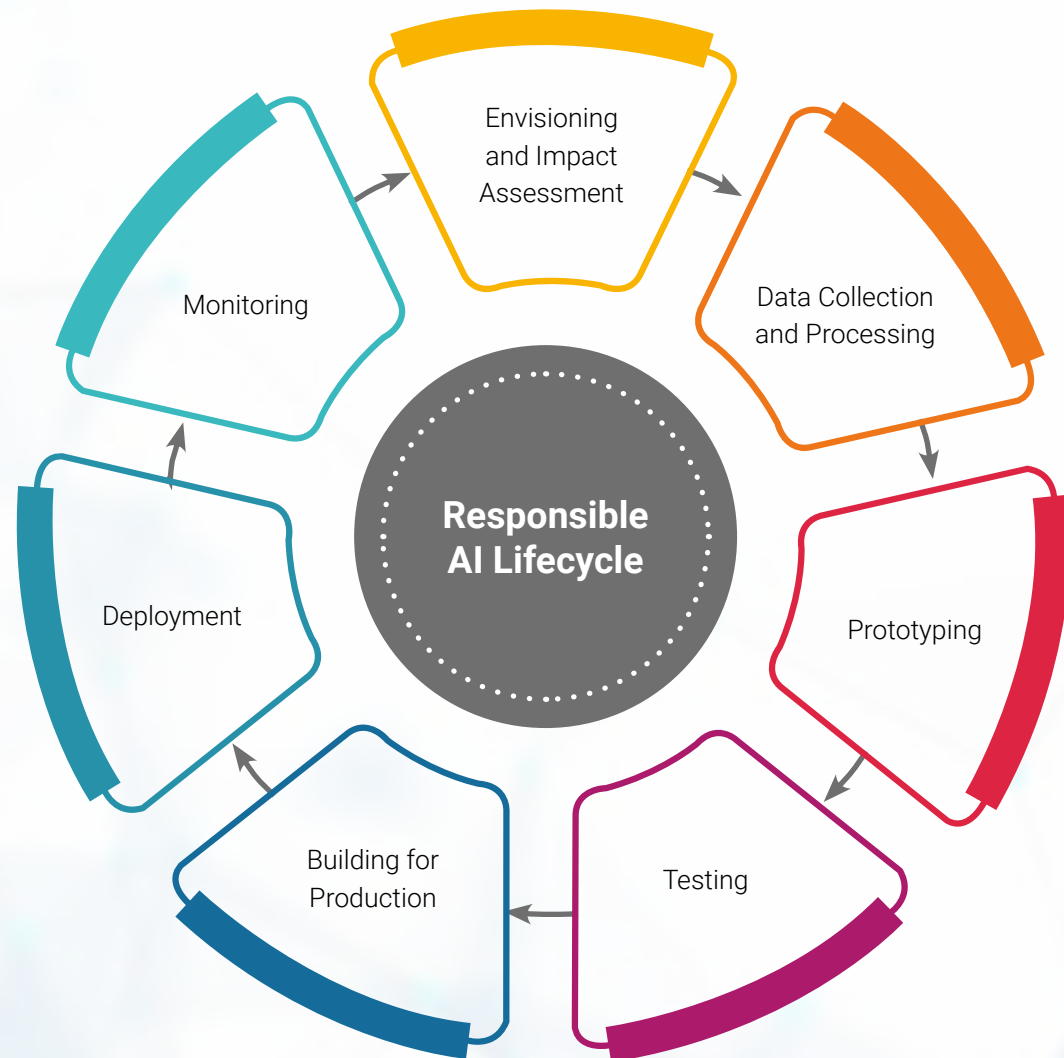 Envisioning
and Impact
Assessment
Data Collection
and Processing
Prototyping
Testing
Building for
Production
Deployment
Monitoring
Responsible
AI Lifecycle